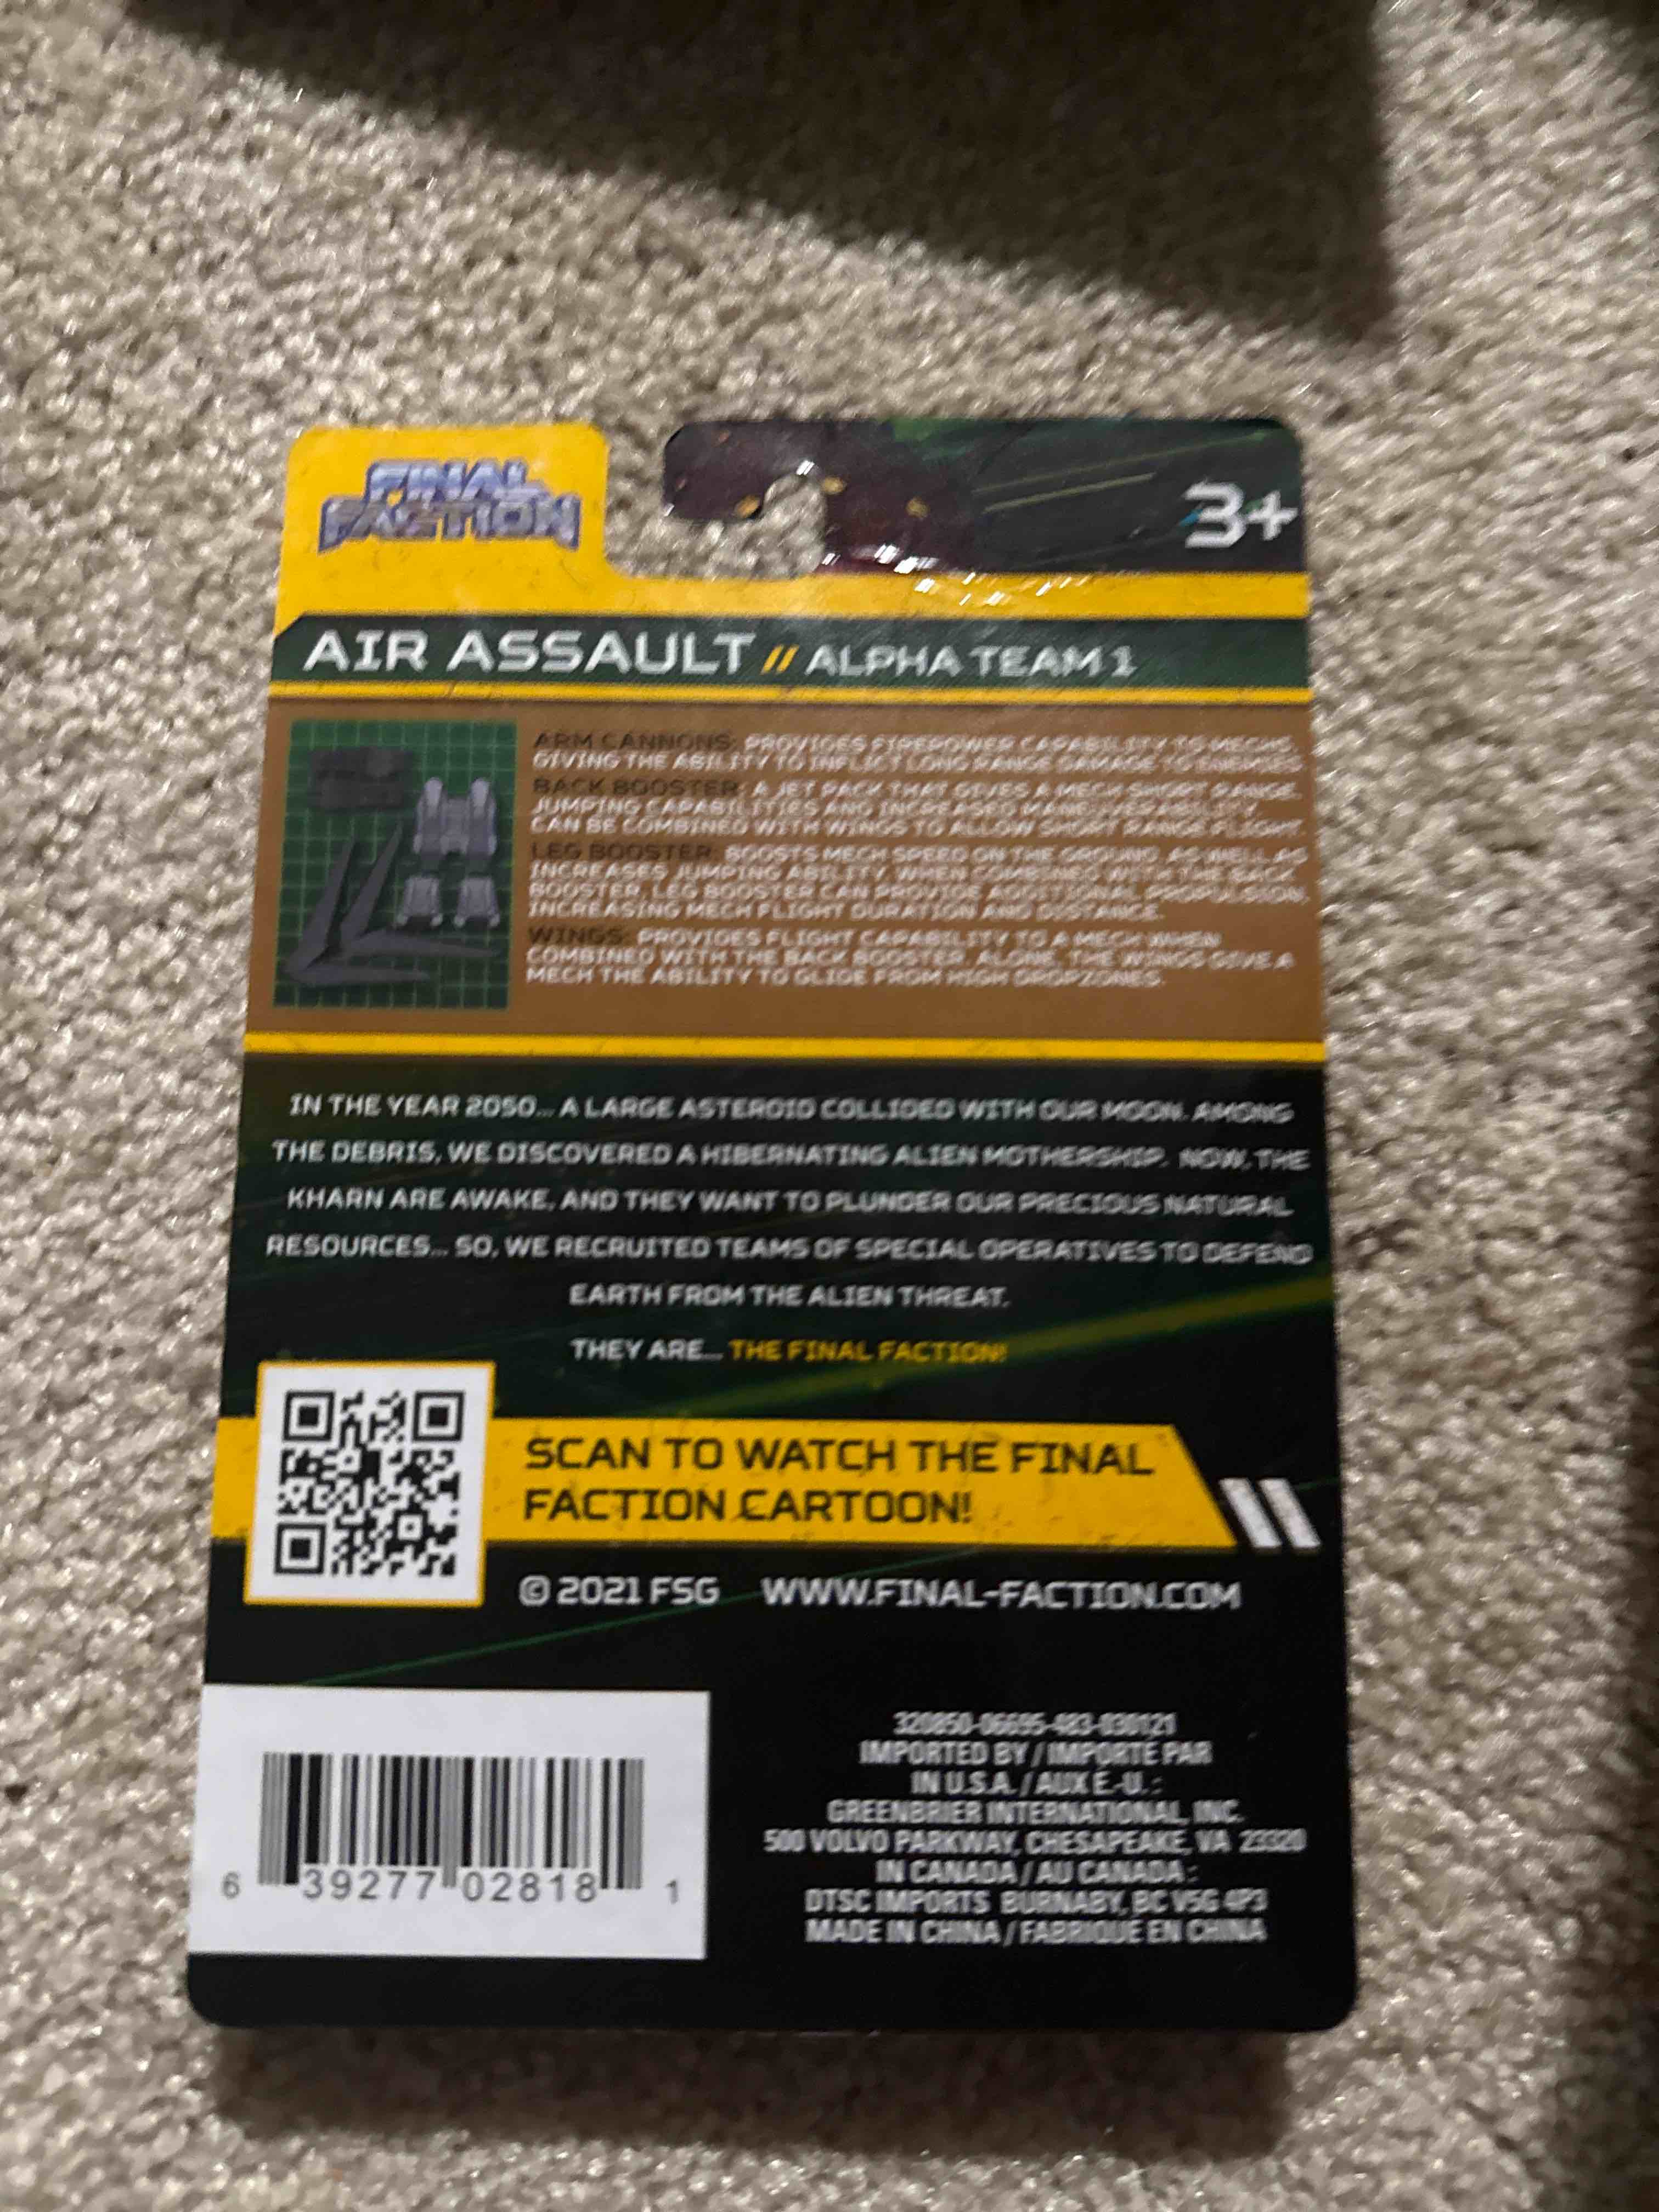 FINAL
FACTION
3+
AIR ASSAULT // ALPHA TEAM 1
ARM CANNONS: PROVIDES FIREPOWER CAPABILITY TO MECHS,
GIVING THE ABILITY TO INFLICT LONG RANGE DAMAGE TO ENEMIES.
BACK BOOSTER: A JET PACK THAT GIVES A MECH SHORT RANGE
JUMPING CAPABILITIES AND INCREASED MANEUVERABILITY.
CAN BE COMBINED WITH WINGS TO ALLOW SHORT RANGE FLIGHT.
LEG BOOSTER: BOOSTS MECH SPEED ON THE GROUND, AS WELL AS
INCREASES JUMPING ABILITY. WHEN COMBINED WITH THE BACK
BOOSTER, LEG BOOSTER CAN PROVIDE ADDITIONAL PROPULSION,
INCREASING MECH FLIGHT DURATION AND DISTANCE.
WINGS: PROVIDES FLIGHT CAPABILITY TO A MECH WHEN
COMBINED WITH THE BACK BOOSTER. ALONE, THE WINGS GIVE A
MECH THE ABILITY TO GLIDE FROM HIGH DROPZONES.
IN THE YEAR 2050... A LARGE ASTEROID COLLIDED WITH OUR MOON. AMONG
THE DEBRIS, WE DISCOVERED A HIBERNATING ALIEN MOTHERSHIP. NOW, THE
KHARN ARE AWAKE, AND THEY WANT TO PLUNDER OUR PRECIOUS NATURAL
RESOURCES... SO, WE RECRUITED TEAMS OF SPECIAL OPERATIVES TO DEFEND
EARTH FROM THE ALIEN THREAT.
THEY ARE... THE FINAL FACTION!
SCAN TO WATCH THE FINAL
FACTION CARTOON!
© 2021 FSG WWW.FINAL-FACTION.COM
320850-06695-483-030121
IMPORTED BY / IMPORTÉ PAR
IN U.S.A. / AUX É.-U. :
GREENBRIER INTERNATIONAL, INC.
500 VOLVO PARKWAY, CHESAPEAKE, VA 23320
IN CANADA / AU CANADA :
DTSC IMPORTS BURNABY, BC V5G 4P3
MADE IN CHINA / FABRIQUÉ EN CHINA
6 39277 02818 1